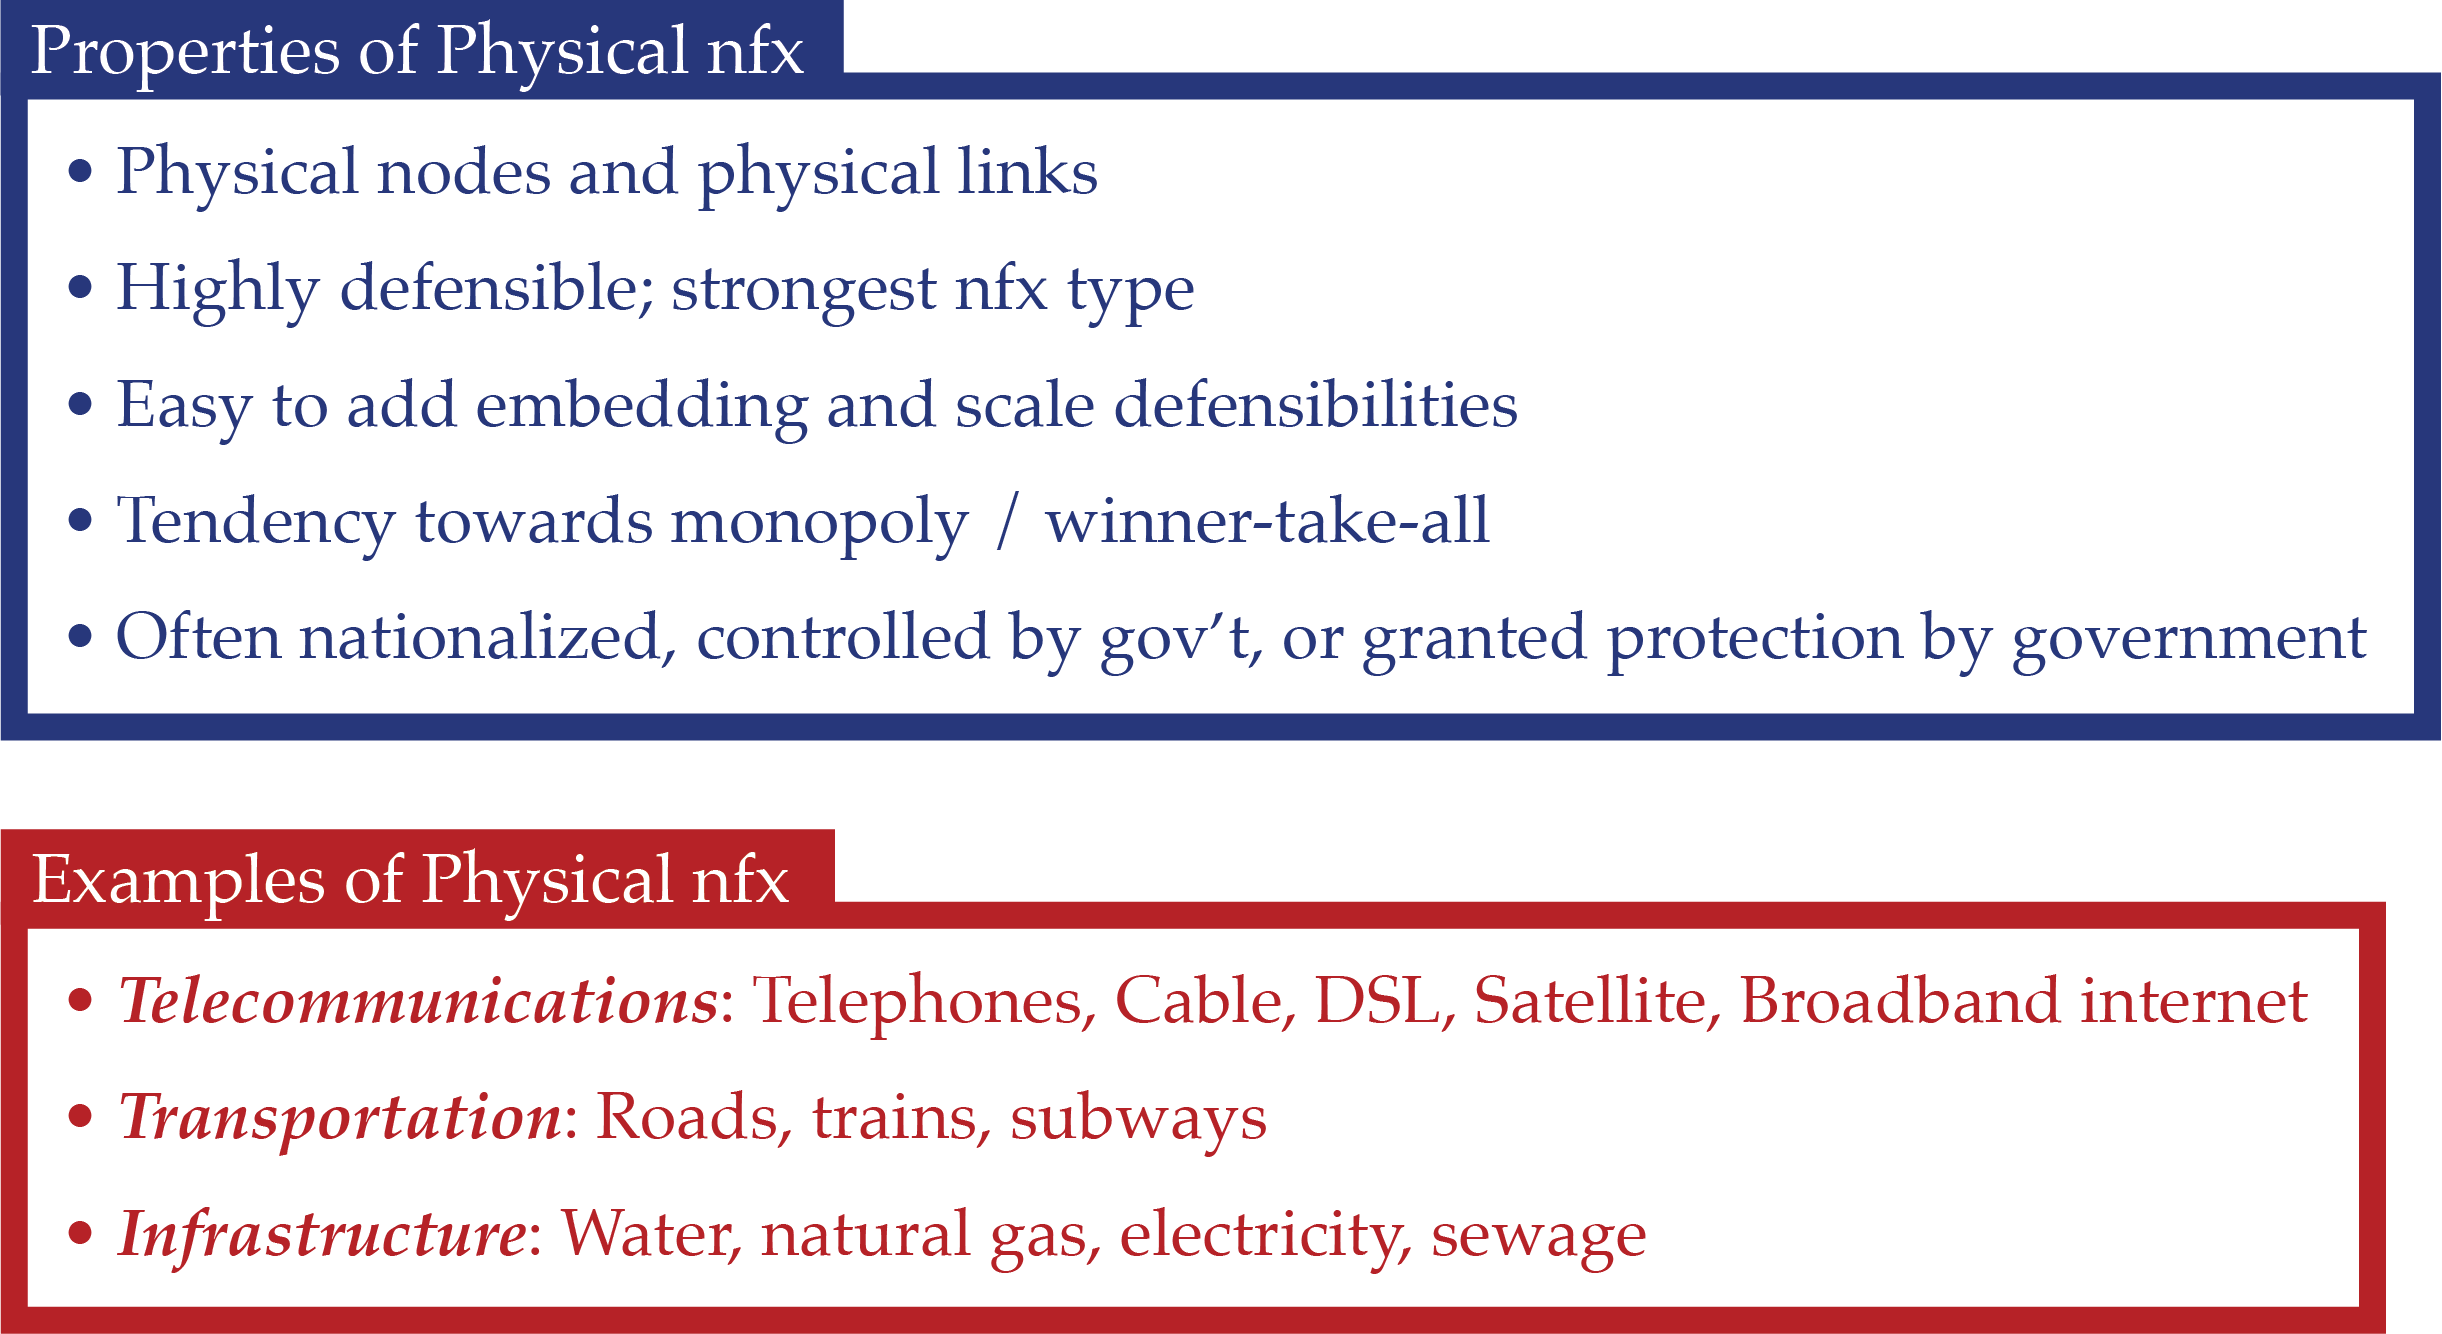 Properties of Physical nfx
• Physical nodes and physical links
• Highly defensible; strongest nfx type
• Easy to add embedding and scale defensibilities
• Tendency towards monopoly / winner-take-all
• Often nationalized, controlled by gov’t, or granted protection by government
Examples of Physical nfx
• Telecommunications: Telephones, Cable, DSL, Satellite, Broadband internet
• Transportation: Roads, trains, subways
• Infrastructure: Water, natural gas, electricity, sewage